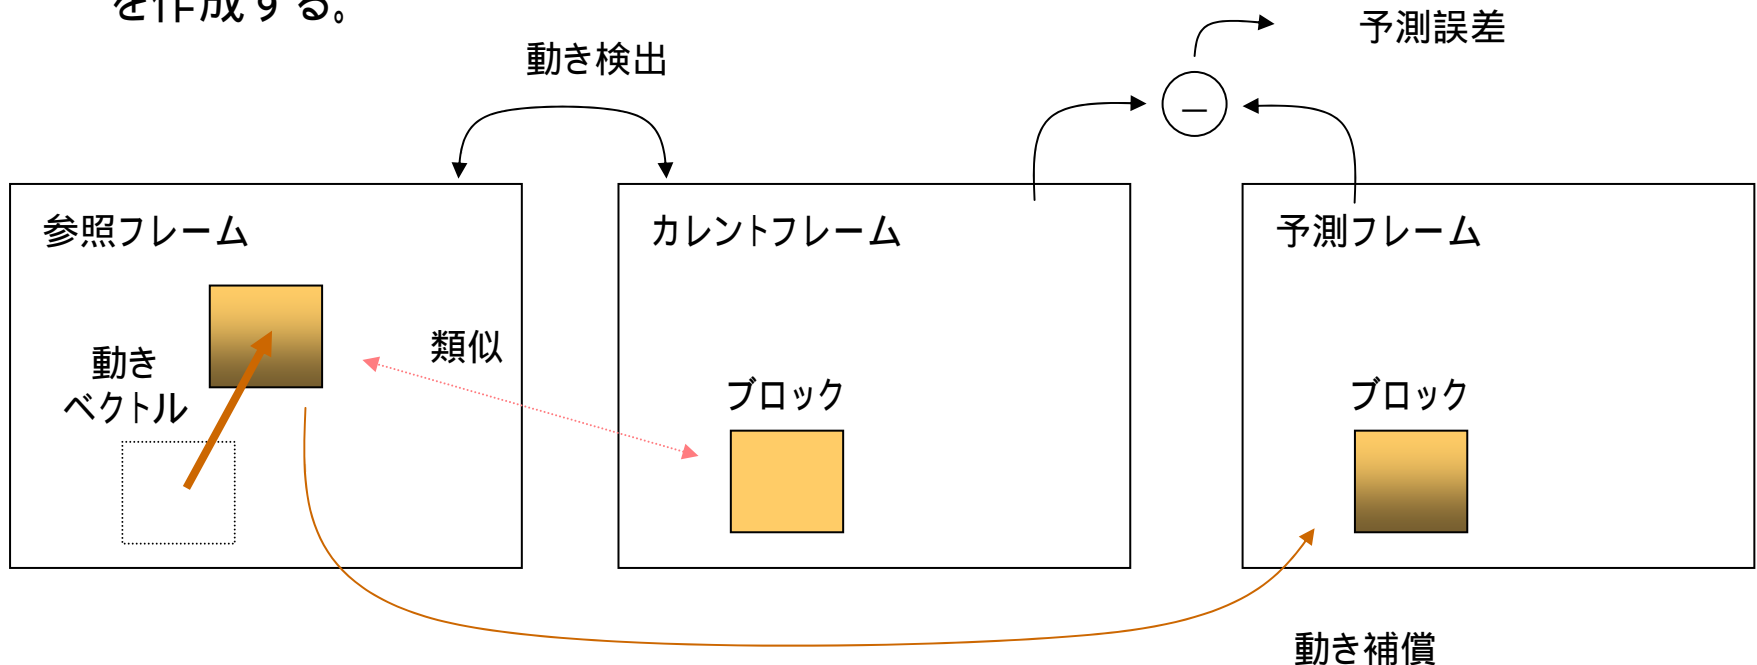 を作成する。
予測誤差
動き検出
－
参照フレーム
カレントフレーム
予測フレーム
類似
動き
ベクトル
ブロック
ブロック
動き補償